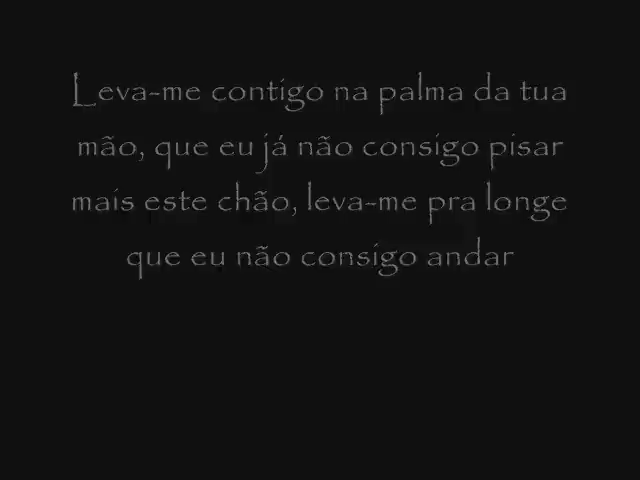 Leva-me contigo na palma da tua
mão, que eu já não consigo pisar
mais este chão, leva-me pra longe
que eu não consigo andar